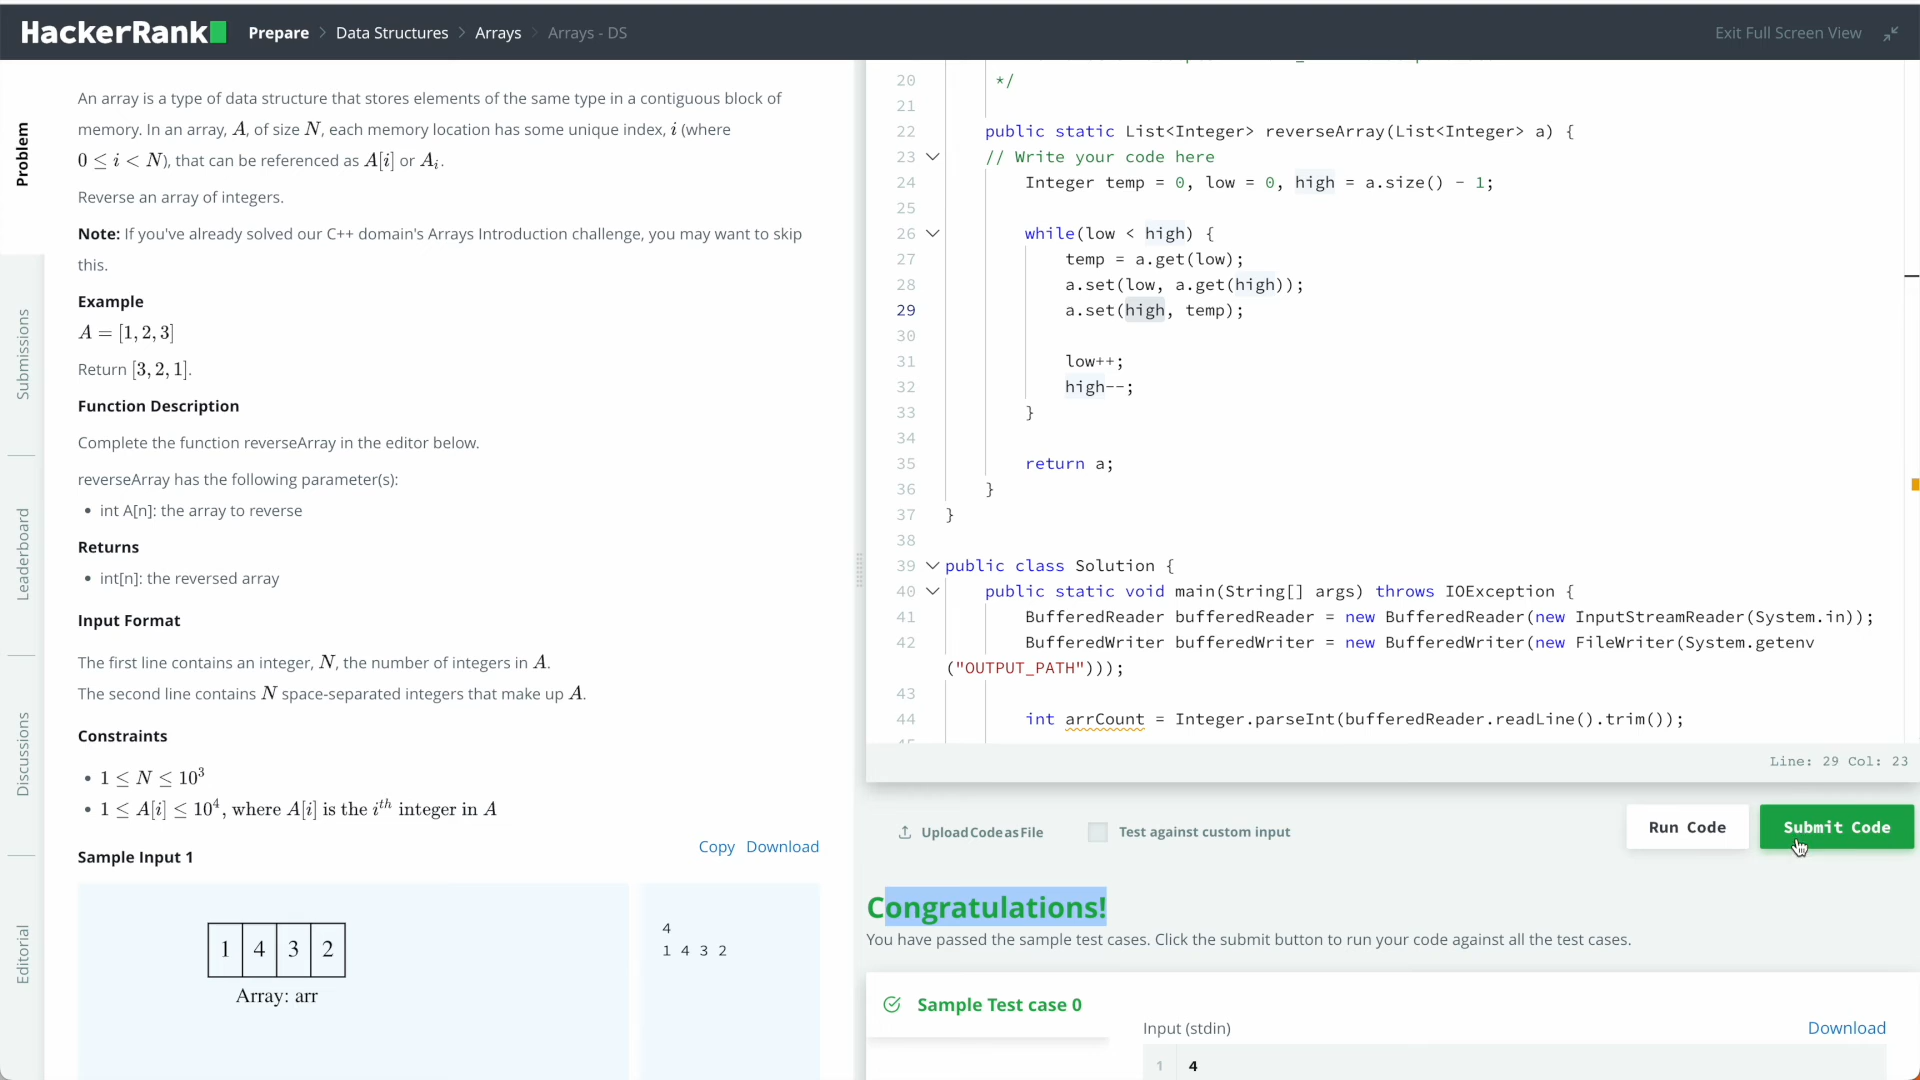 HackerRank Prepare > Data Structures > Arrays > Arrays - DS
Exit Full Screen View
Problem
Submissions
Leaderboard
Discussions
Editorial
An array is a type of data structure that stores elements of the same type in a contiguous block of
memory. In an array, A, of size N, each memory location has some unique index, i (where
0 ≤ i < N), that can be referenced as A[i] or Aᵢ.
Reverse an array of integers.
Note: If you've already solved our C++ domain's Arrays Introduction challenge, you may want to skip
this.
Example
A = [1, 2, 3]
Return [3, 2, 1].
Function Description
Complete the function reverseArray in the editor below.
reverseArray has the following parameter(s):
• int A[n]: the array to reverse
Returns
• int[n]: the reversed array
Input Format
The first line contains an integer, N, the number of integers in A.
The second line contains N space-separated integers that make up A.
Constraints
• 1 ≤ N ≤ 10³
• 1 ≤ A[i] ≤ 10⁴, where A[i] is the iᵗʰ integer in A
Sample Input 1
Copy Download
1 4 3 2
Array: arr
4
1 4 3 2
20 */
21
22 public static List<Integer> reverseArray(List<Integer> a) {
23 // Write your code here
24 Integer temp = 0, low = 0, high = a.size() - 1;
25
26 while(low < high) {
27 temp = a.get(low);
28 a.set(low, a.get(high));
29 a.set(high, temp);
30
31 low++;
32 high--;
33 }
34
35 return a;
36 }
37 }
38
39 public class Solution {
40 public static void main(String[] args) throws IOException {
41 BufferedReader bufferedReader = new BufferedReader(new InputStreamReader(System.in));
42 BufferedWriter bufferedWriter = new BufferedWriter(new FileWriter(System.getenv
("OUTPUT_PATH")));
43
44 int arrCount = Integer.parseInt(bufferedReader.readLine().trim());
Line: 29 Col: 23
Upload Code as File
Test against custom input
Run Code
Submit Code
Congratulations!
You have passed the sample test cases. Click the submit button to run your code against all the test cases.
Sample Test case 0
Input (stdin)
Download
1 4